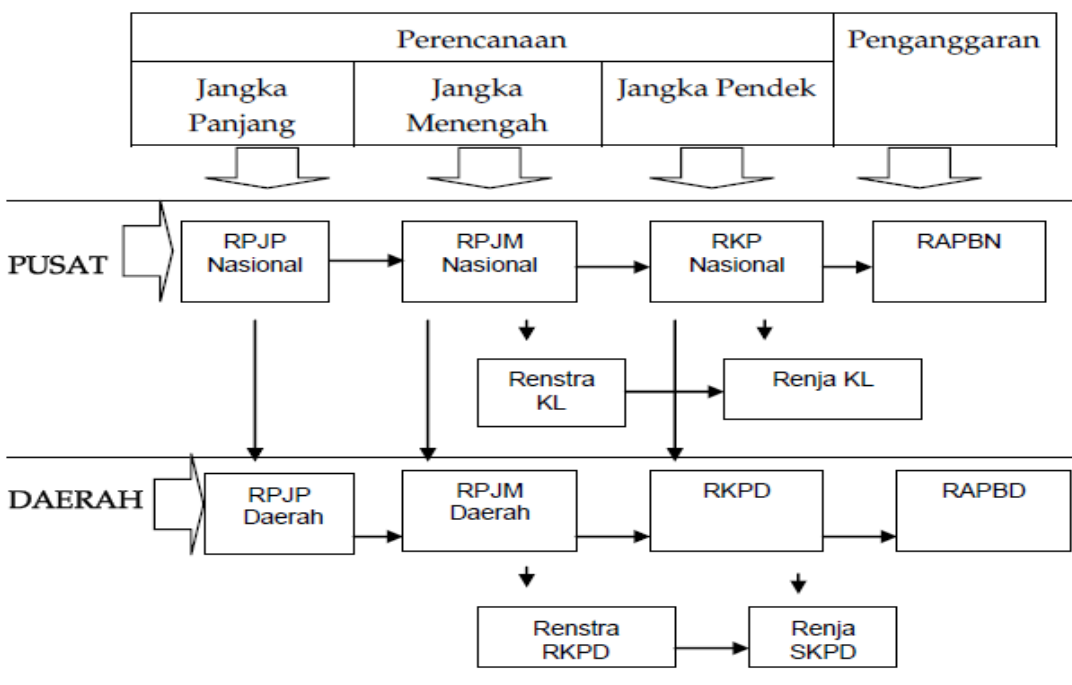 Perencanaan
Penganggaran
Jangka
Panjang
Jangka
Menengah
Jangka Pendek
PUSAT
RPJP
Nasional
RPJM
Nasional
RKP
Nasional
RAPBN
Renstra
KL
Renja KL
DAERAH
RPJP
Daerah
RPJM
Daerah
RKPD
RAPBD
Renstra
RKPD
Renja
SKPD